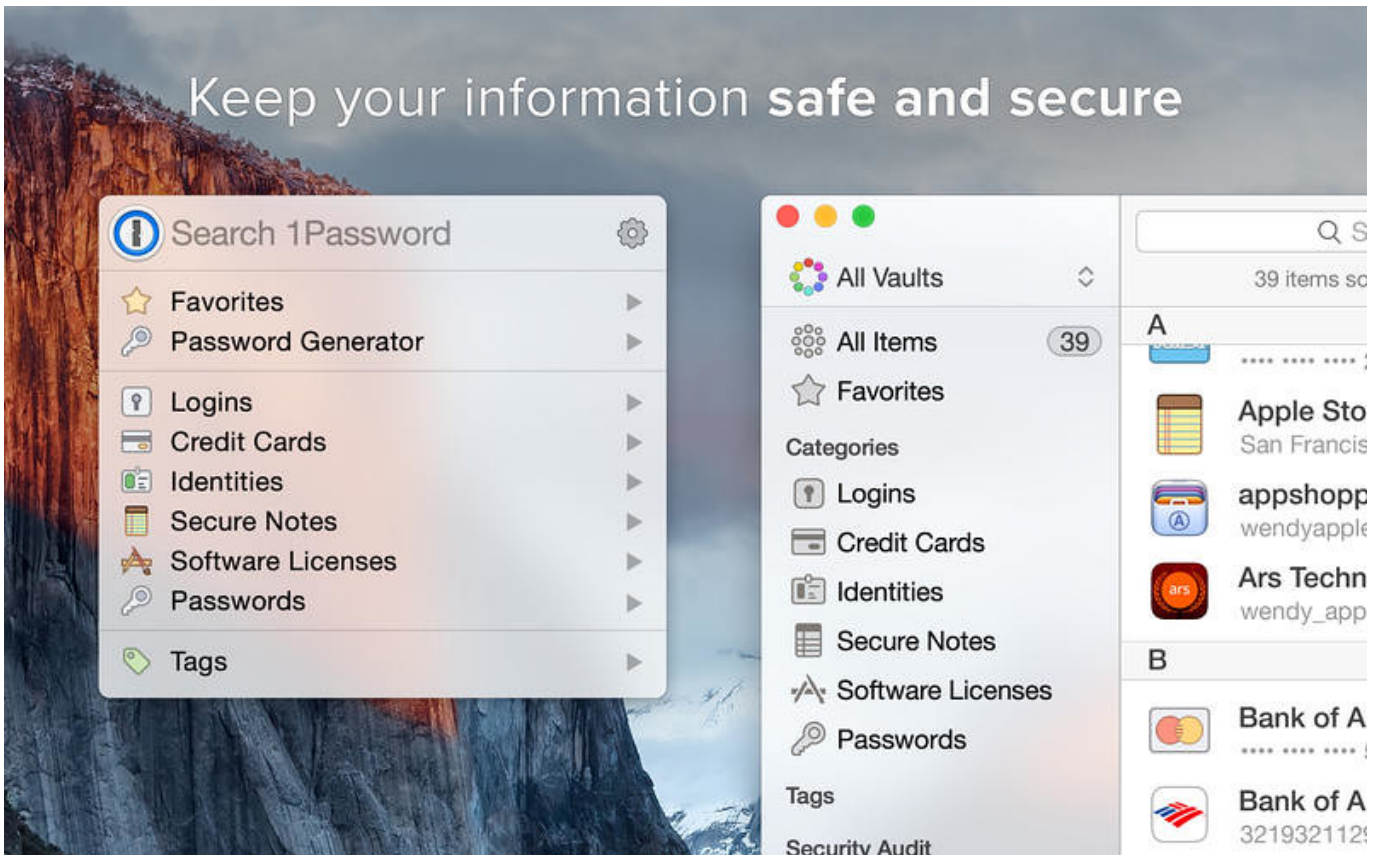 Keep your information safe and secure
Search 1Password
Favorites
Password Generator
Logins
Credit Cards
Identities
Secure Notes
Software Licenses
Passwords
Tags
All Vaults
All Items 39
Favorites
Categories
Logins
Credit Cards
Identities
Secure Notes
Software Licenses
Passwords
Tags
Security Audit
S
39 items so
A
•••• •••• ••••
Apple Sto
San Francis
A
appshopp
wendyapple
ars
Ars Techn
wendy_app
B
Bank of A
•••• •••• ••••
Bank of A
321932112